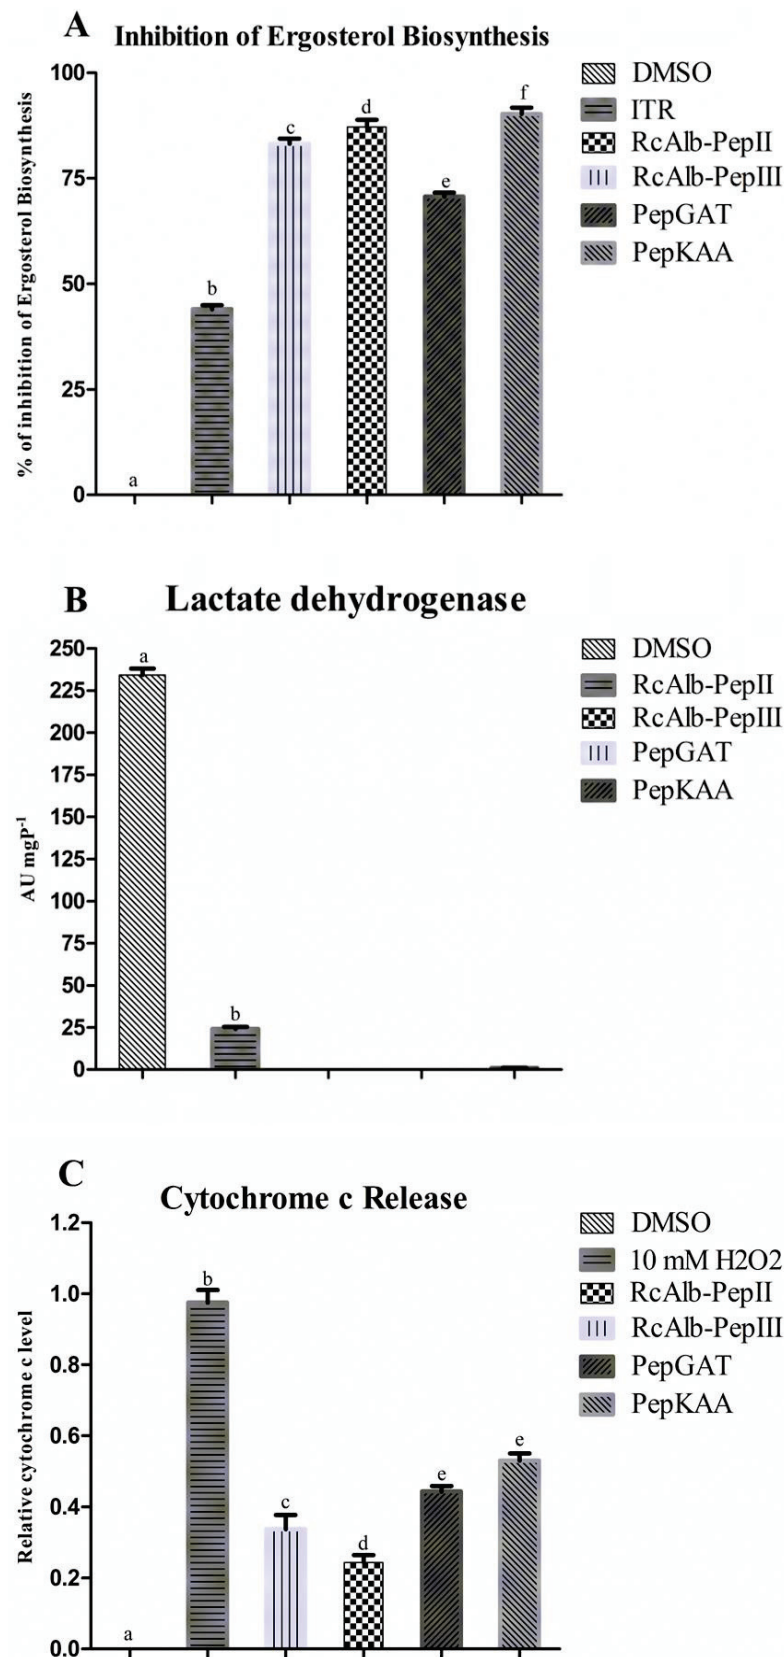 A
Inhibition of Ergosterol Biosynthesis
% of inhibition of Ergosterol Biosynthesis
100
75
50
25
0
a
b
c
d
e
f
DMSO
ITR
RcAlb-PepII
RcAlb-PepIII
PepGAT
PepKAA
B
Lactate dehydrogenase
AU mgP-1
250
225
200
175
150
125
100
75
50
25
0
a
b
DMSO
RcAlb-PepII
RcAlb-PepIII
PepGAT
PepKAA
C
Cytochrome c Release
Relative cytochrome c level
1.2
1.0
0.8
0.6
0.4
0.2
0.0
a
b
c
d
e
e
DMSO
10 mM H2O2
RcAlb-PepII
RcAlb-PepIII
PepGAT
PepKAA